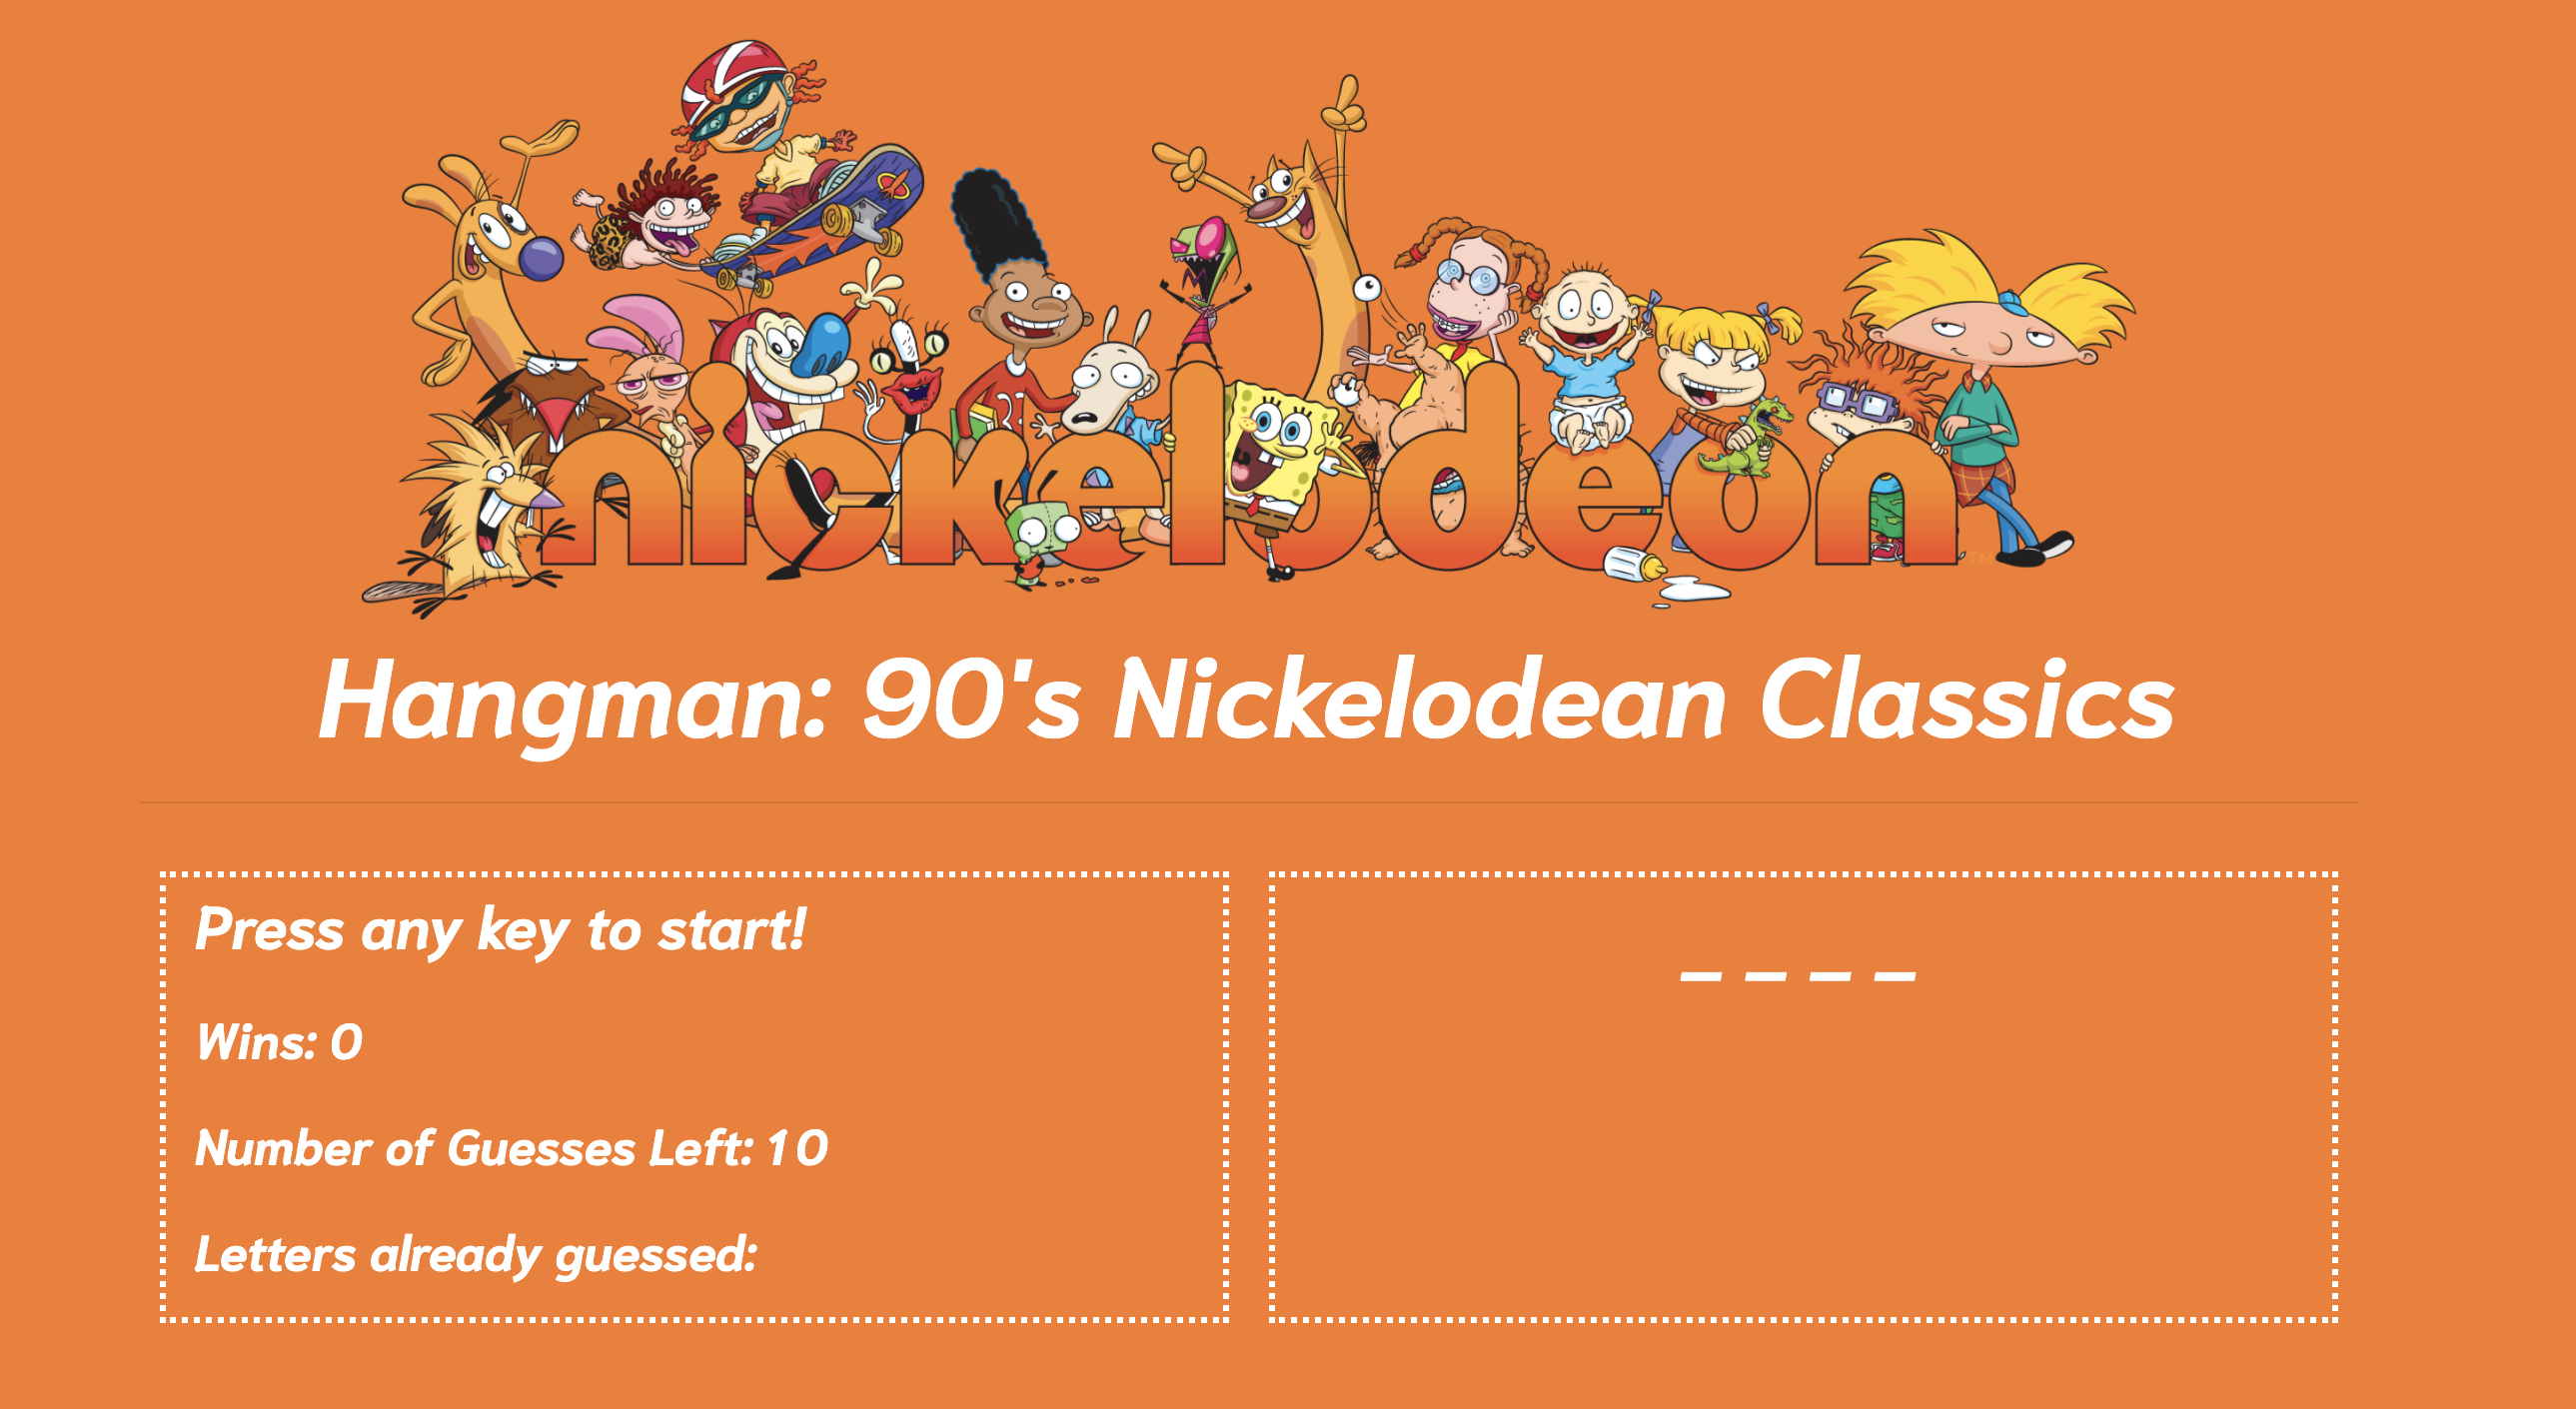 nickelodeon
TM
Hangman: 90's Nickelodean Classics
Press any key to start!
_ _ _ _
Wins: 0
Number of Guesses Left: 10
Letters already guessed: